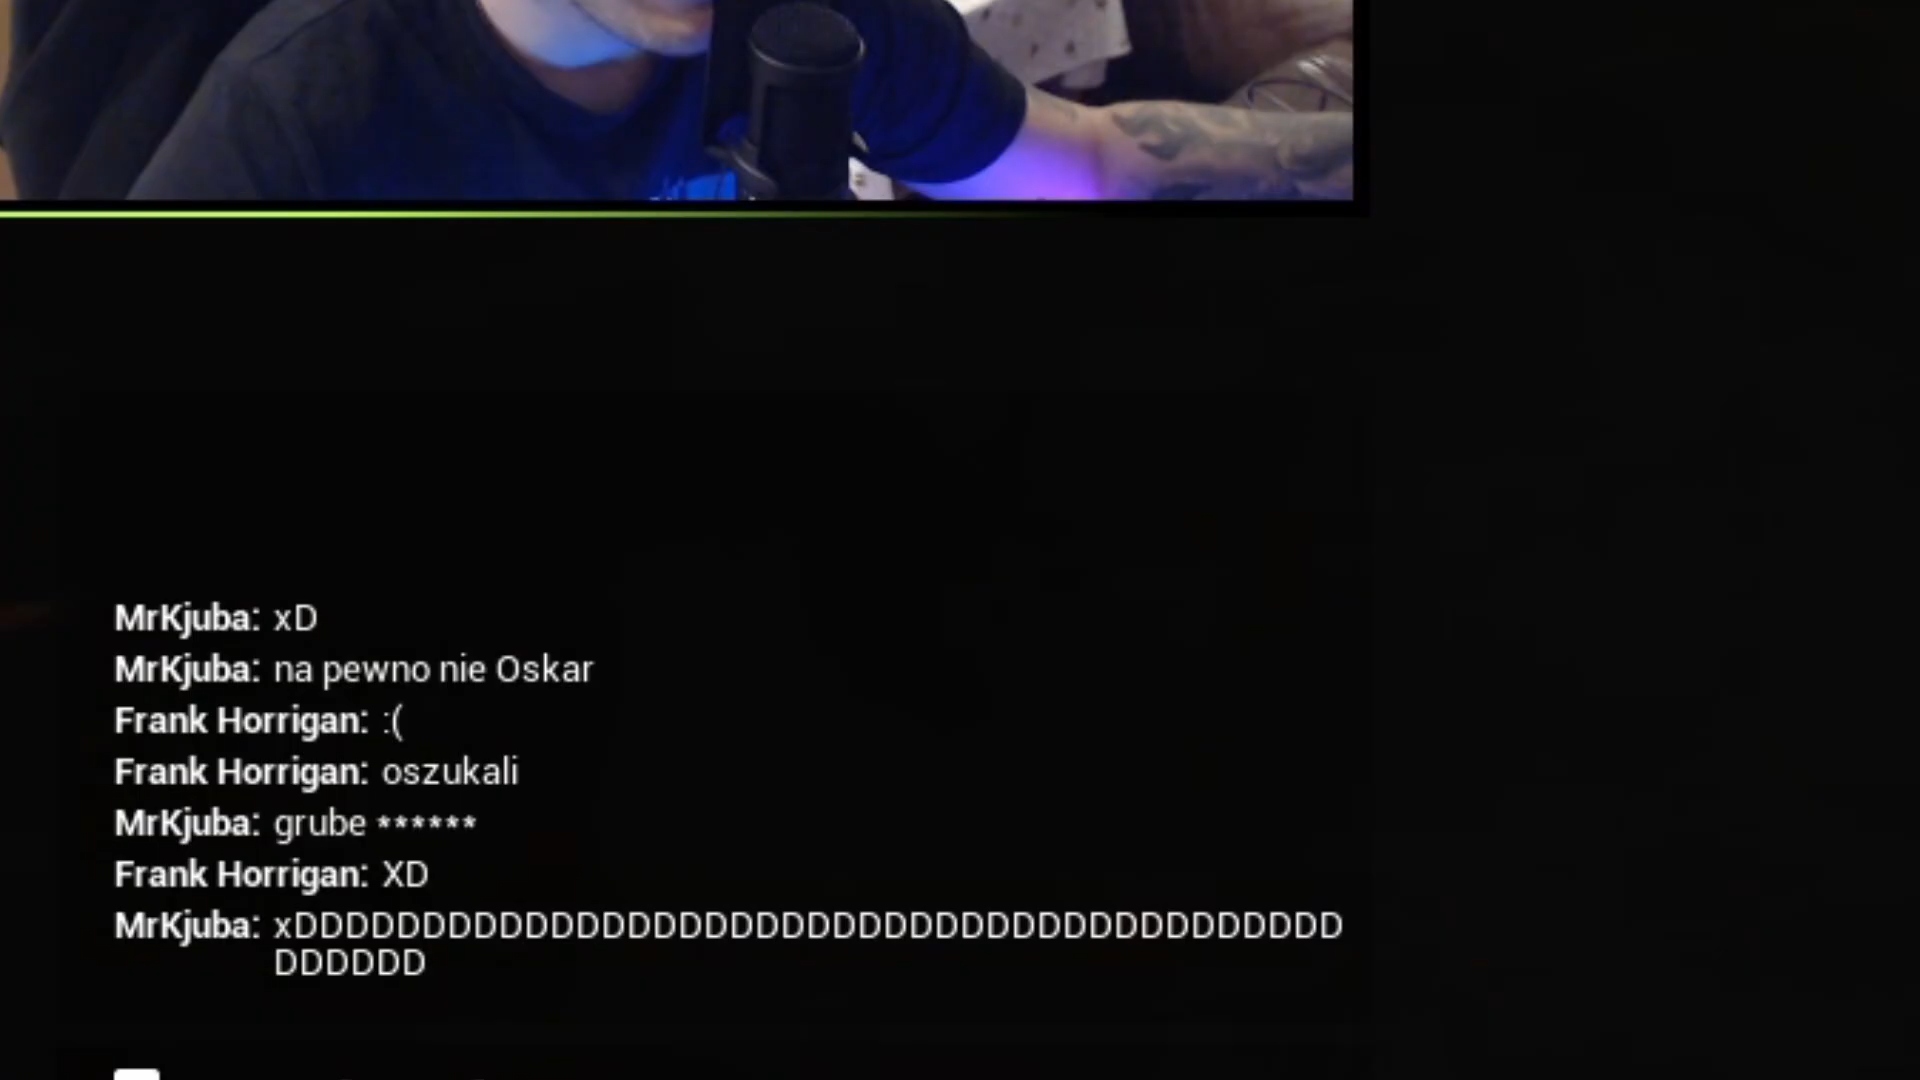 MrKjuba: xD
MrKjuba: na pewno nie Oskar
Frank Horrigan: :(
Frank Horrigan: oszukali
MrKjuba: grube ******
Frank Horrigan: XD
MrKjuba: xDDDDDDDDDDDDDDDDDDDDDDDDDDDDDDDDDDDDDDDDD
DDDDDD